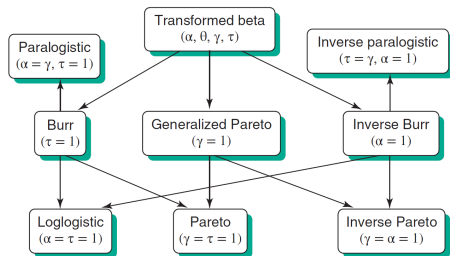 Transformed beta
(α, θ, γ, τ)
Paralogistic
(α = γ, τ = 1)
Inverse paralogistic
(τ = γ, α = 1)
Burr
(τ = 1)
Generalized Pareto
(γ = 1)
Inverse Burr
(α = 1)
Loglogistic
(α = τ = 1)
Pareto
(γ = τ = 1)
Inverse Pareto
(γ = α = 1)